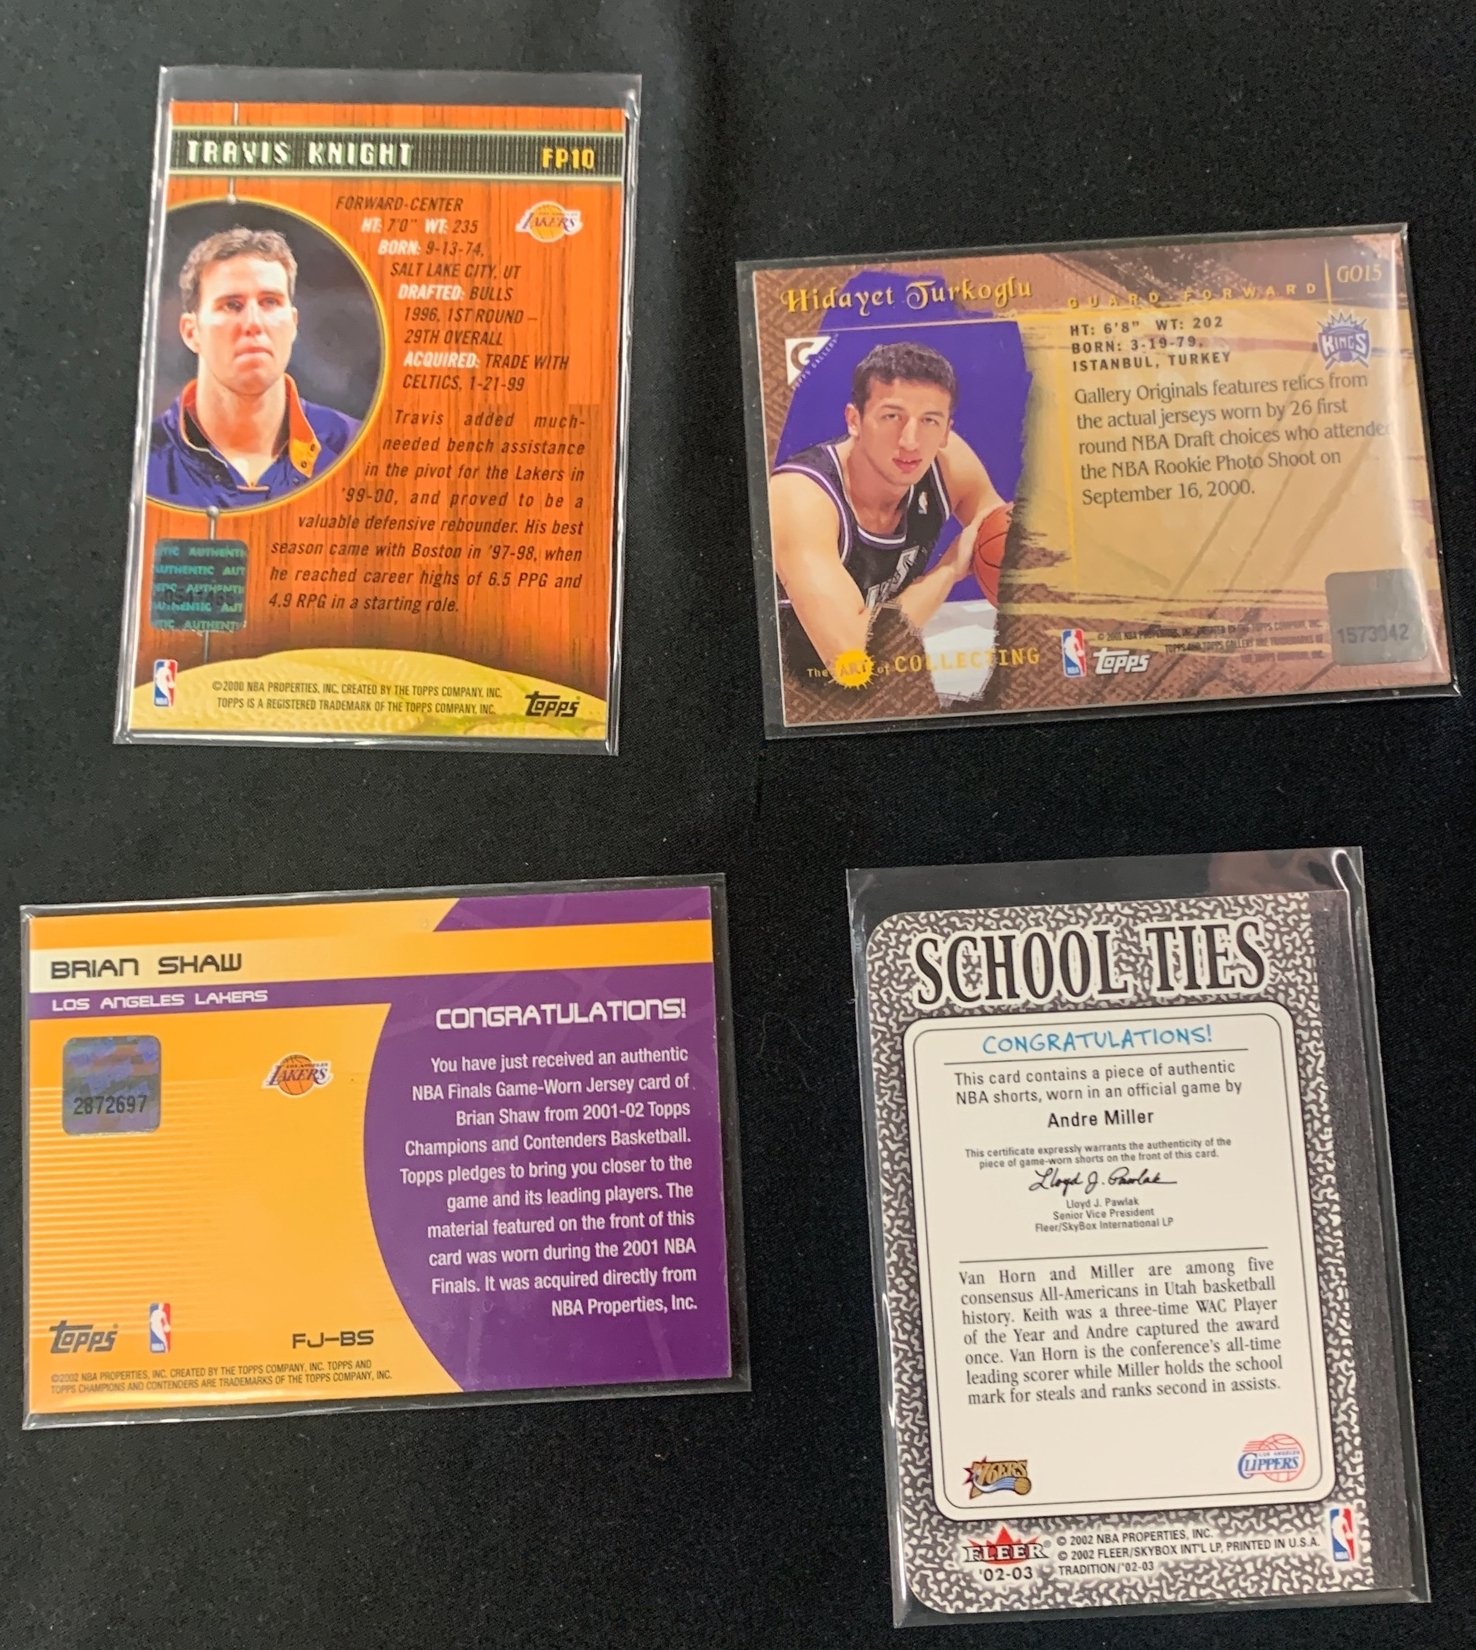 TRAVIS KNIGHT
FP10
FORWARD-CENTER
HT: 7'0" WT: 235
BORN: 9-13-74,
SALT LAKE CITY, UT
DRAFTED: BULLS
1996, 1ST ROUND –
29TH OVERALL
ACQUIRED: TRADE WITH
CELTICS, 1-21-99
LAKERS
Travis added much-
needed bench assistance
in the pivot for the Lakers in
'99-00, and proved to be a
valuable defensive rebounder. His best
season came with Boston in '97-98, when
he reached career highs of 6.5 PPG and
4.9 RPG in a starting role.
AUTHENTIC
©2000 NBA PROPERTIES, INC. CREATED BY THE TOPPS COMPANY, INC.
TOPPS IS A REGISTERED TRADEMARK OF THE TOPPS COMPANY, INC.
Topps
Hidayet Turkoglu
GUARD-FORWARD
GO15
HT: 6'8" WT: 202
BORN: 3-19-79,
ISTANBUL, TURKEY
KINGS
Gallery Originals features relics from
the actual jerseys worn by 26 first
round NBA Draft choices who attended
the NBA Rookie Photo Shoot on
September 16, 2000.
The ART of COLLECTING
Topps
1573042
BRIAN SHAW
LOS ANGELES LAKERS
2872697
LAKERS
CONGRATULATIONS!
You have just received an authentic
NBA Finals Game-Worn Jersey card of
Brian Shaw from 2001-02 Topps
Champions and Contenders Basketball.
Topps pledges to bring you closer to the
game and its leading players. The
material featured on the front of this
card was worn during the 2001 NBA
Finals. It was acquired directly from
NBA Properties, Inc.
Topps
FJ-BS
©2002 NBA PROPERTIES, INC. CREATED BY THE TOPPS COMPANY, INC. TOPPS AND
TOPPS CHAMPIONS AND CONTENDERS ARE TRADEMARKS OF THE TOPPS COMPANY, INC.
SCHOOL TIES
CONGRATULATIONS!
This card contains a piece of authentic
NBA shorts, worn in an official game by
Andre Miller
This certificate expressly warrants the authenticity of the
piece of game-worn shorts on the front of this card.
Lloyd J. Pawlak
Lloyd J. Pawlak
Senior Vice President
Fleer/SkyBox International LP
Van Horn and Miller are among five
consensus All-Americans in Utah basketball
history. Keith was a three-time WAC Player
of the Year and Andre captured the award
once. Van Horn is the conference's all-time
leading scorer while Miller holds the school
mark for steals and ranks second in assists.
76ERS
LOS ANGELES
CLIPPERS
FLEER
'02-03
© 2002 NBA PROPERTIES, INC.
© 2002 FLEER/SKYBOX INT'L LP, PRINTED IN U.S.A.
TRADITION/'02-03